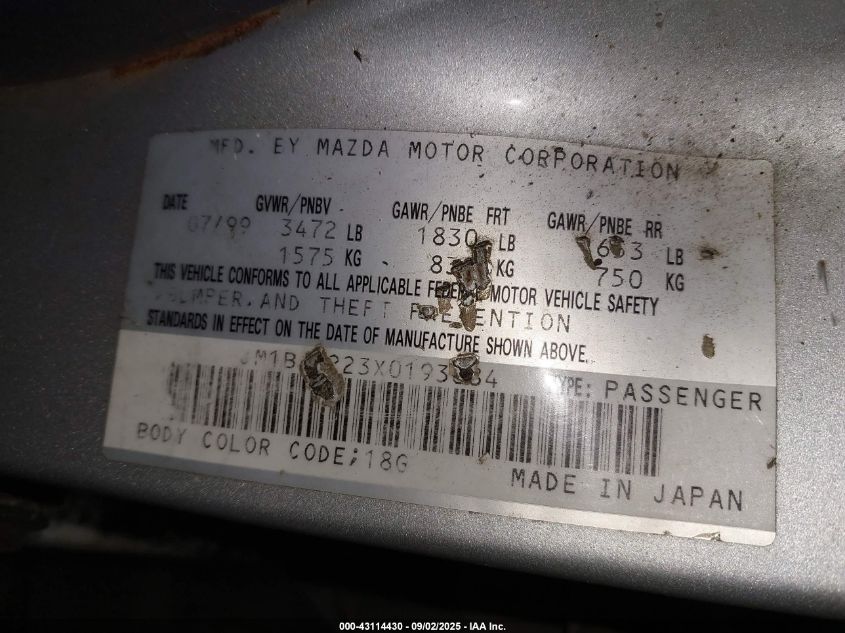 MFD. BY MAZDA MOTOR CORPORATION
DATE GVWR/PNBV GAWR/PNBE FRT GAWR/PNBE RR
07/99 3472 LB 1830 LB LB
1575 KG KG 750 KG
THIS VEHICLE CONFORMS TO ALL APPLICABLE MOTOR VEHICLE SAFETY
AND THEFT
STANDARDS IN EFFECT ON THE DATE OF MANUFACTURE SHOWN ABOVE.
TYPE: PASSENGER
BODY COLOR CODE;18G
MADE IN JAPAN
000-43114430 - 09/02/2025 - IAA Inc.